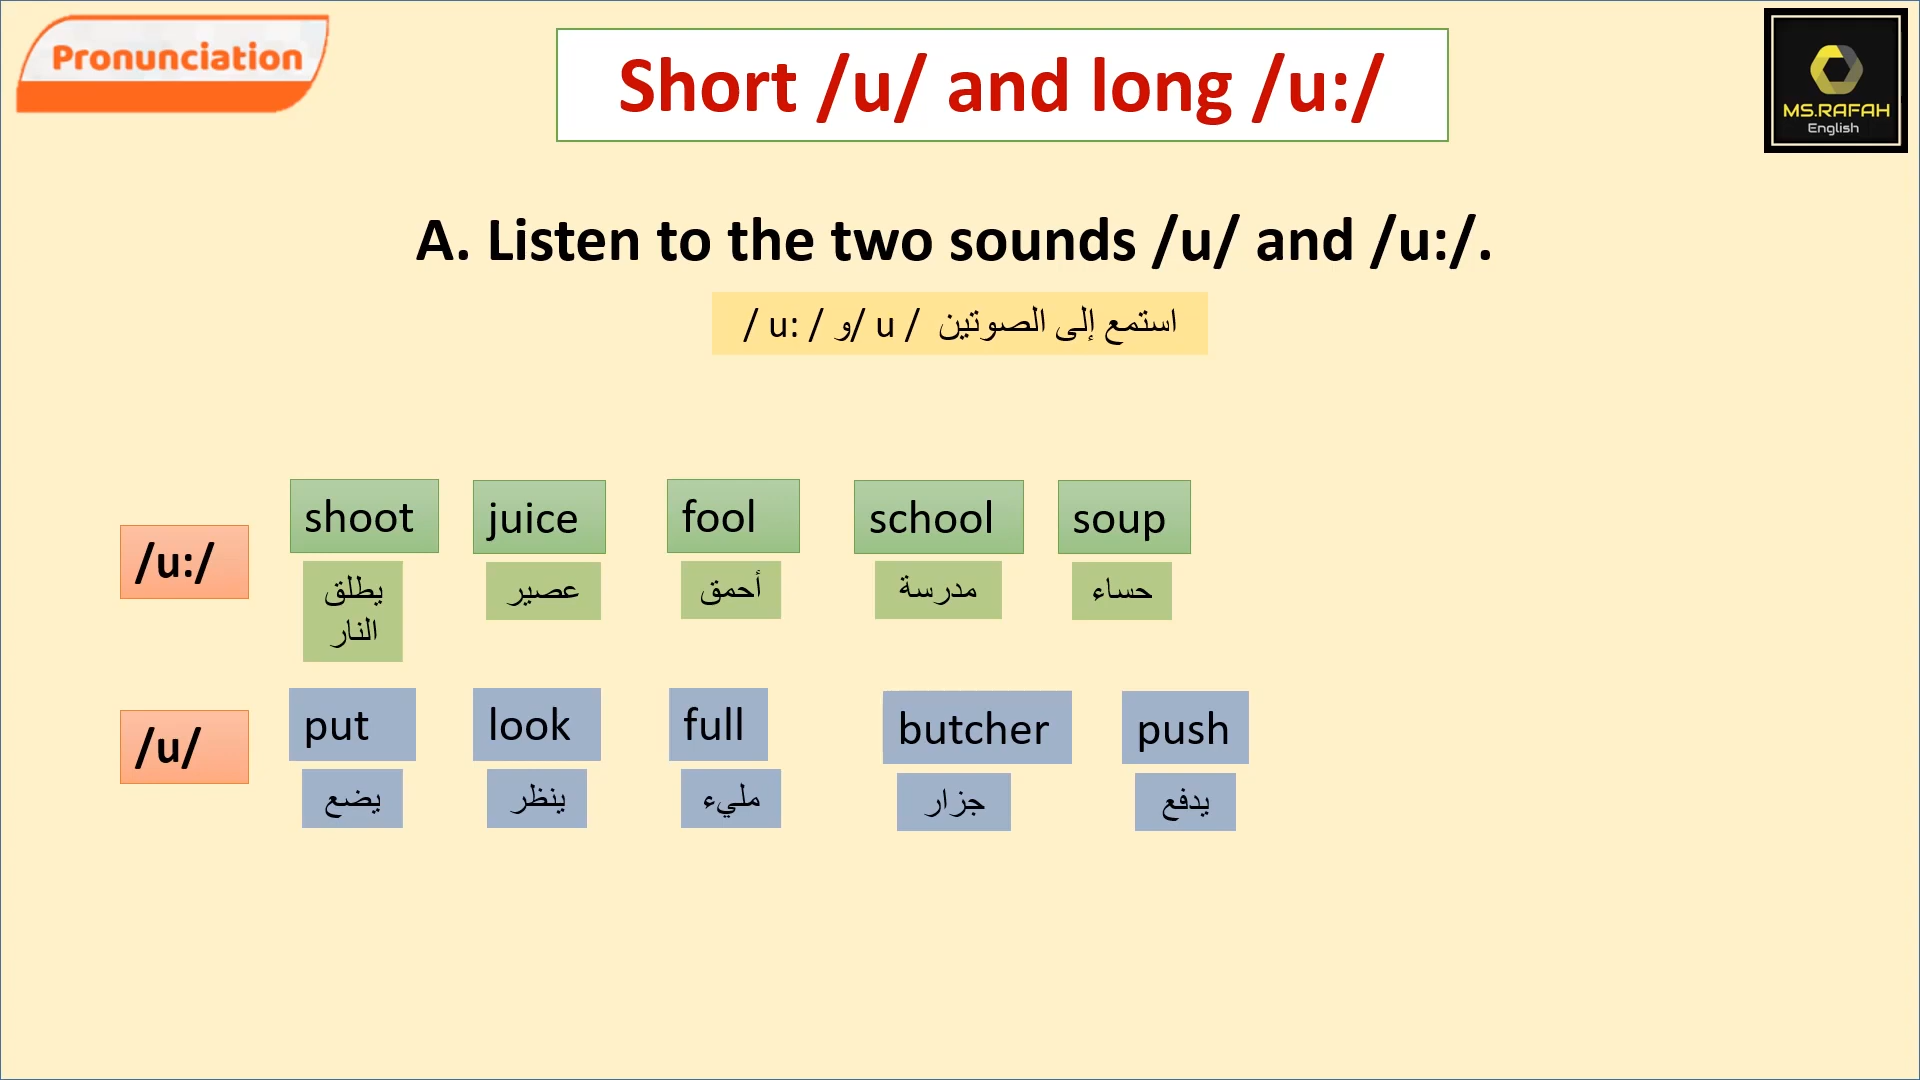 Pronunciation
Short /u/ and long /u:/
MS.RAFAH
English
A. Listen to the two sounds /u/ and /u:/.
استمع إلى الصوتين / u /و / u: /
/u:/
shoot juice fool school soup
يطلق عصير أحمق مدرسة حساء
النار
/u/
put look full butcher push
يضع ينظر مليء جزار يدفع